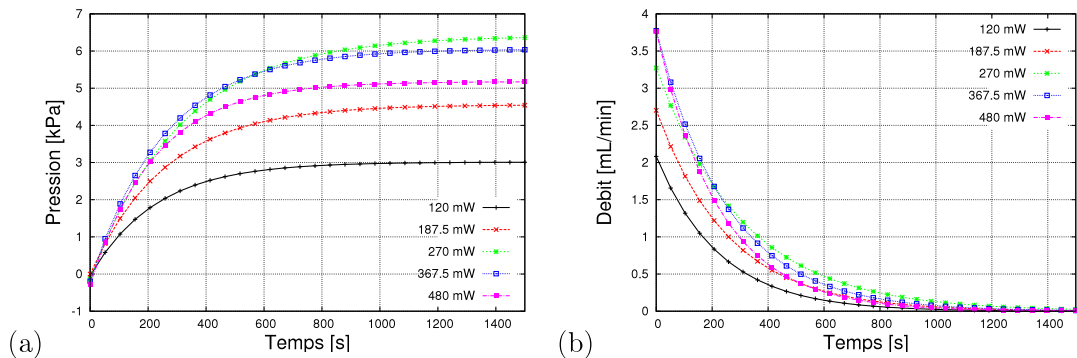 7
6
5
4
3
2
1
0
-1
Pression [kPa]
0 200 400 600 800 1000 1200 1400
Temps [s]
120 mW
187.5 mW
270 mW
367.5 mW
480 mW
(a)
4
3.5
3
2.5
2
1.5
1
0.5
0
Debit [mL/min]
0 200 400 600 800 1000 1200 1400
Temps [s]
120 mW
187.5 mW
270 mW
367.5 mW
480 mW
(b)